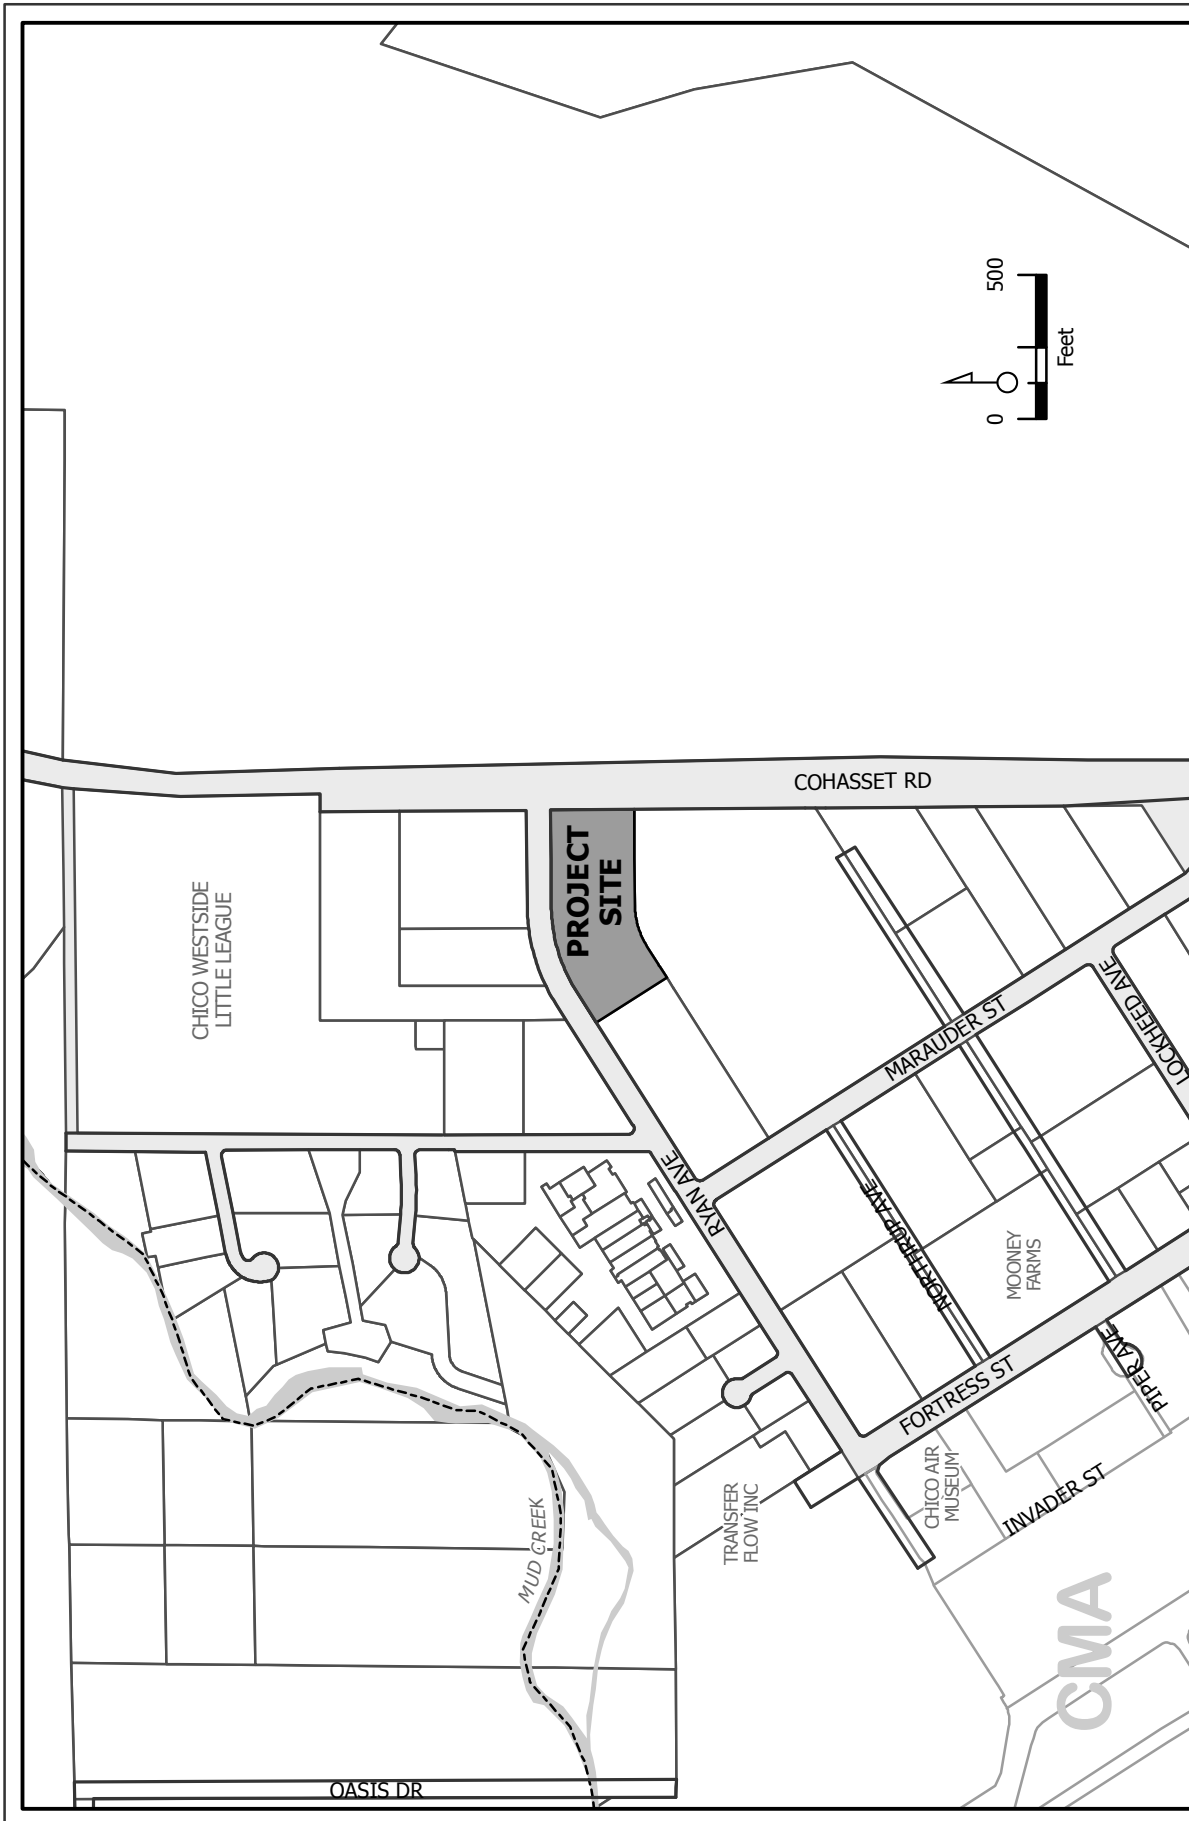 500
0
Feet
COHASSET RD
PROJECT
SITE
CHICO WESTSIDE
LITTLE LEAGUE
MARAUDER ST
LOCKHEED AVE
RYAN AVE
NORTHRUP AVE
MOONEY
FARMS
FORTRESS ST
PIPER AVE
CHICO AIR
MUSEUM
INVADER ST
TRANSFER
FLOW INC
MUD CREEK
CMA
OASIS DR